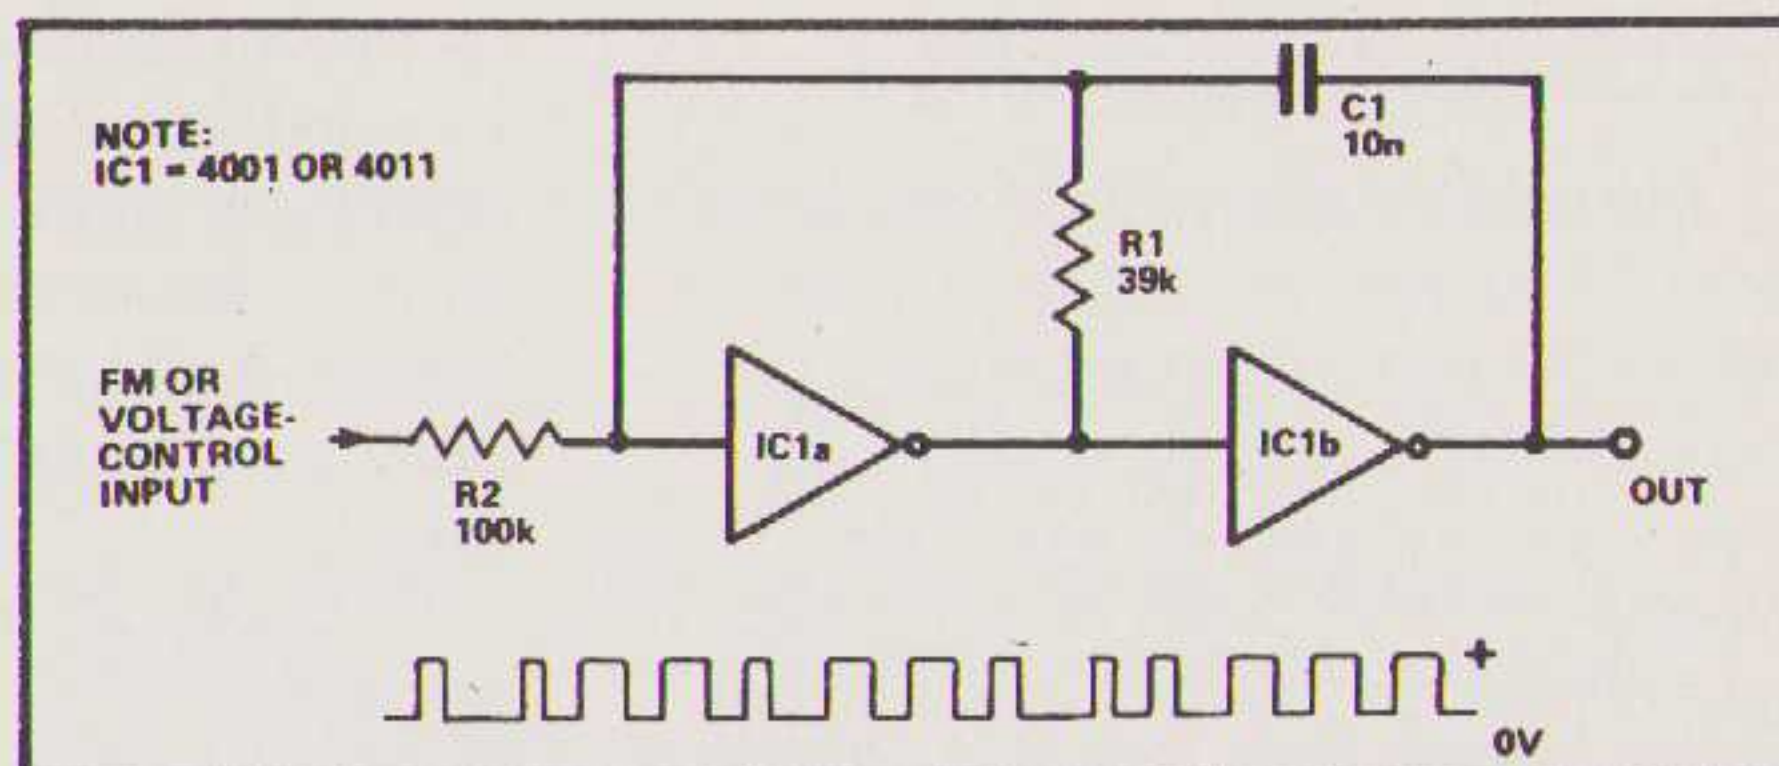 NOTE:
IC1 = 4001 OR 4011
C1
10n
R1
39k
FM OR
VOLTAGE-
CONTROL
INPUT
R2
100k
IC1a
IC1b
OUT
+
0V